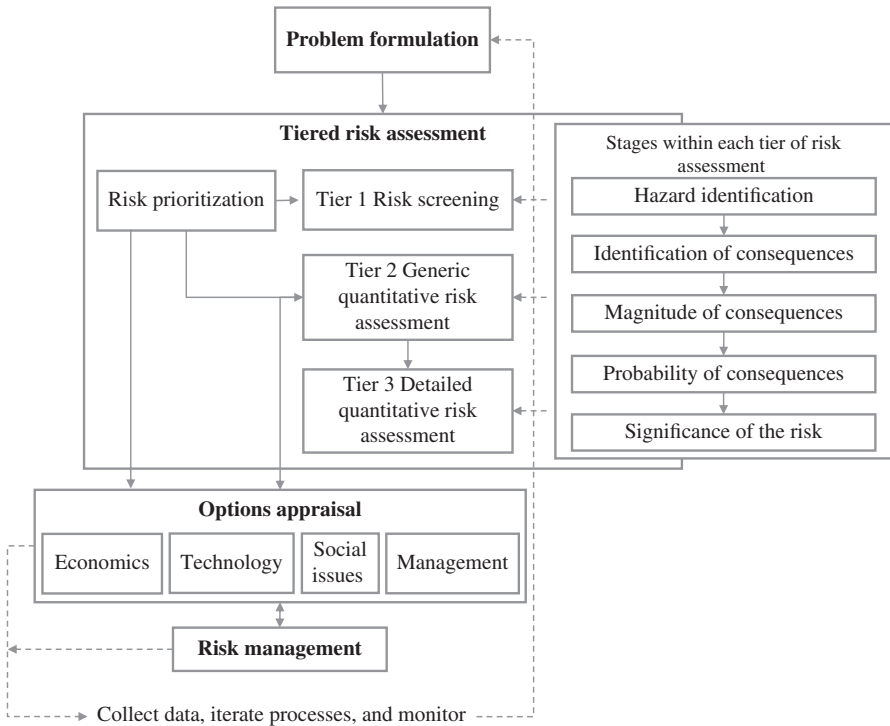 Problem formulation
Tiered risk assessment
Risk prioritization
Tier 1 Risk screening
Tier 2 Generic
quantitative risk
assessment
Tier 3 Detailed
quantitative risk
assessment
Stages within each tier of risk
assessment
Hazard identification
Identification of consequences
Magnitude of consequences
Probability of consequences
Significance of the risk
Options appraisal
Economics
Technology
Social
issues
Management
Risk management
Collect data, iterate processes, and monitor